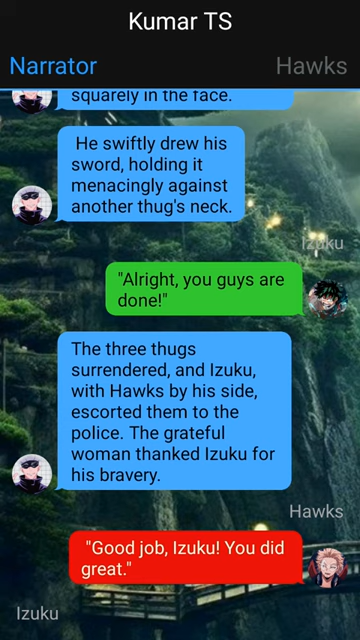 Kumar TS
Narrator
Hawks
squarely in the face.
He swiftly drew his
sword, holding it
menacingly against
another thug's neck.
Izuku
"Alright, you guys are
done!"
The three thugs
surrendered, and Izuku,
with Hawks by his side,
escorted them to the
police. The grateful
woman thanked Izuku for
his bravery.
Hawks
"Good job, Izuku! You did
great."
Izuku